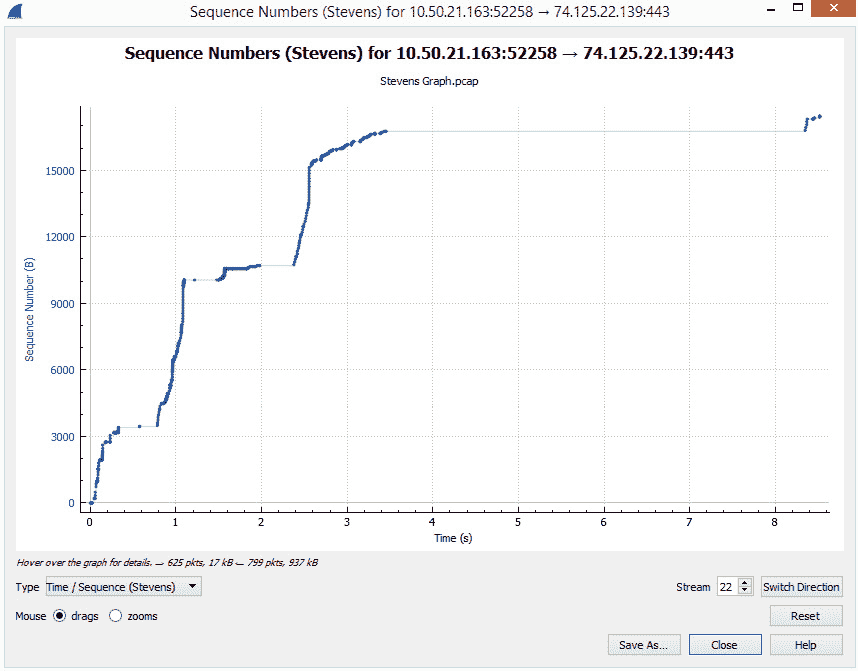 Sequence Numbers (Stevens) for 10.50.21.163:52258 → 74.125.22.139:443
Sequence Numbers (Stevens) for 10.50.21.163:52258 → 74.125.22.139:443
Stevens Graph.pcap
Sequence Number (B)
15000
12000
9000
6000
3000
0
0 1 2 3 4 5 6 7 8
Time (s)
Hover over the graph for details. → 625 pkts, 17 kB ← 799 pkts, 937 kB
Type Time / Sequence (Stevens) Stream 22 Switch Direction
Mouse drags zooms Reset
Save As... Close Help